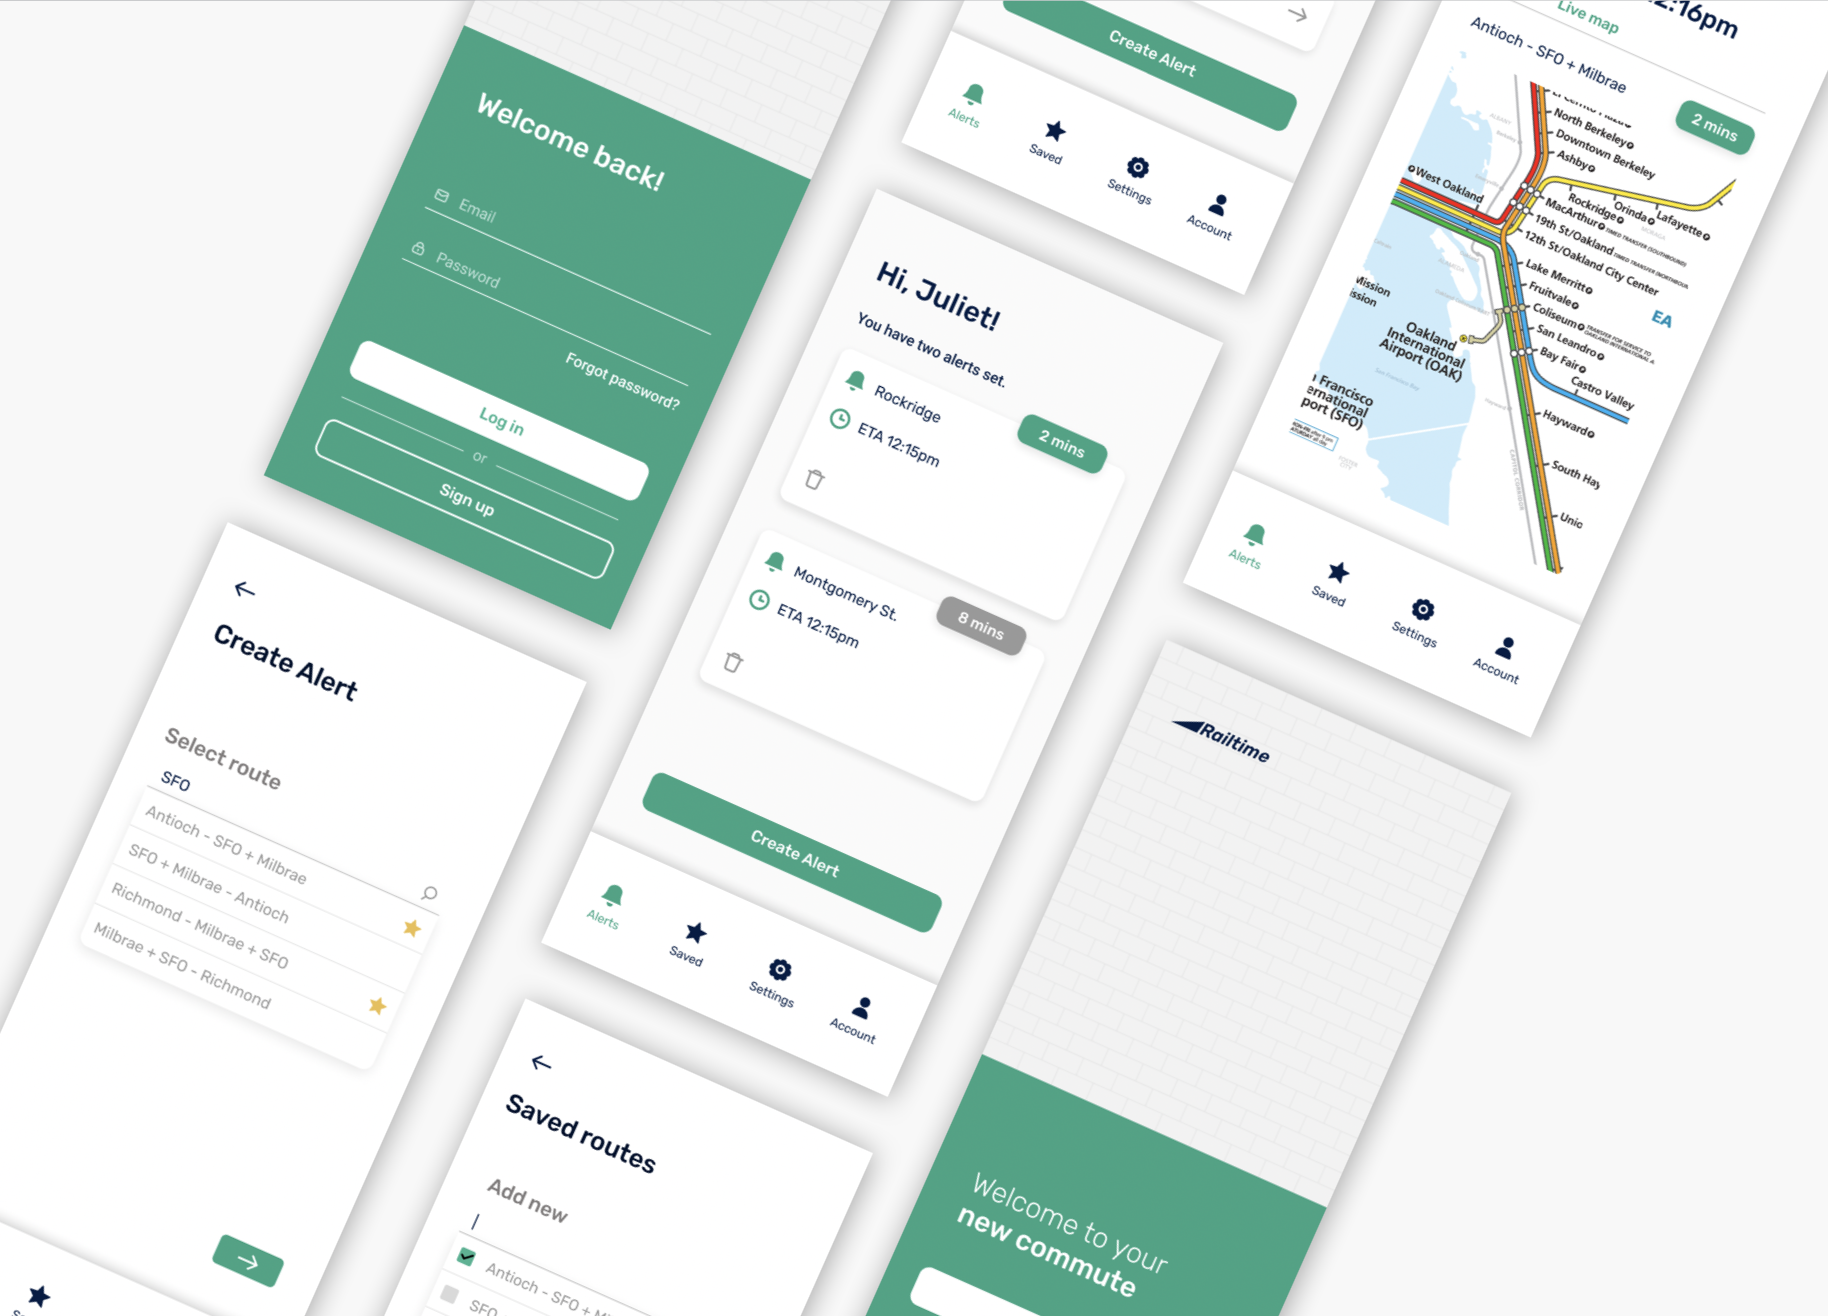 Welcome back!
Email
Password
Forgot password?
Log in
or
Sign up
Create Alert
Alerts
Saved
Settings
Account
2:16pm
Live map
Antioch - SFO + Milbrae
2 mins
North Berkeley
Downtown Berkeley
Ashby
West Oakland
Rockridge
Orinda
Lafayette
MacArthur
19th St/Oakland
12th St/Oakland City Center
Lake Merritt
Fruitvale
Coliseum
San Leandro
Bay Fair
Castro Valley
EA
Mission
ission
Oakland
International
Airport (OAK)
Francisco
ernational
port (SFO)
Hayward
South Hay
Unic
Alerts
Saved
Settings
Account
Hi, Juliet!
You have two alerts set.
Rockridge
ETA 12:15pm
2 mins
Montgomery St.
ETA 12:15pm
8 mins
Create Alert
Alerts
Saved
Settings
Account
Create Alert
Select route
SFO
Antioch - SFO + Milbrae
SFO + Milbrae - Antioch
Richmond - Milbrae + SFO
Milbrae + SFO - Richmond
Saved routes
Add new
Antioch - SFO + Mi
SFO
Railtime
Welcome to your
new commute